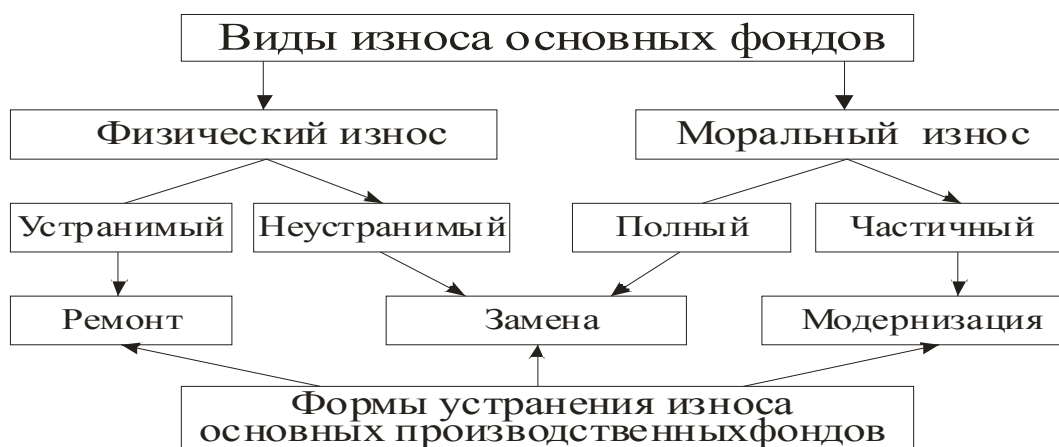 Виды износа основных фондов
Физический износ
Моральный износ
Устранимый
Неустранимый
Полный
Частичный
Ремонт
Замена
Модернизация
Формы устранения износа
основных производственныхфондов